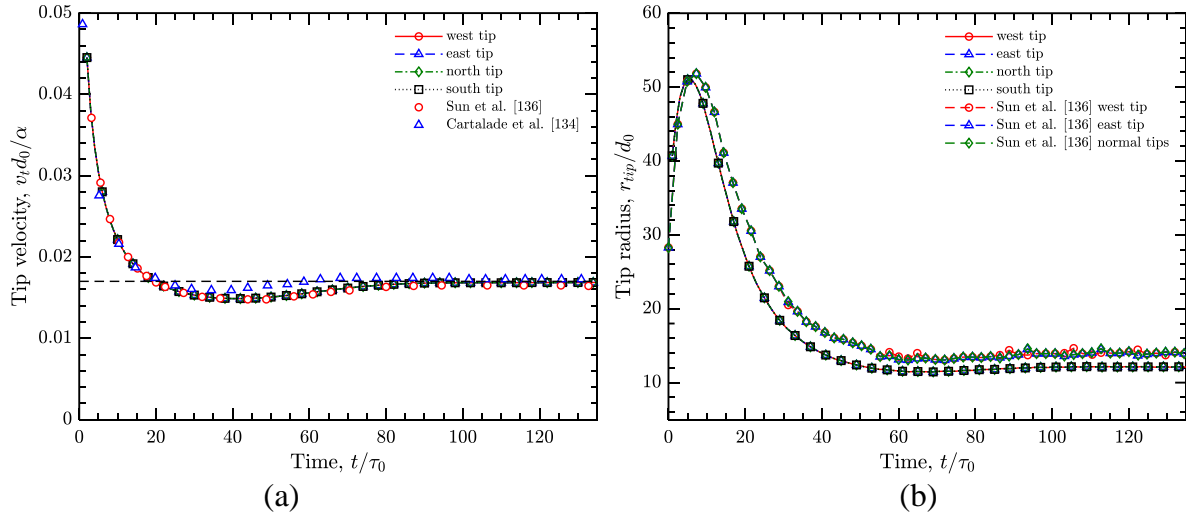 0.05
0.04
0.03
0.02
0.01
0
Tip velocity, v_t d_0/α
west tip
east tip
north tip
south tip
Sun et al. [136]
Cartalade et al. [134]
0 20 40 60 80 100 120
Time, t/τ_0
(a)
60
50
40
30
20
10
Tip radius, r_{tip}/d_0
west tip
east tip
north tip
south tip
Sun et al. [136] west tip
Sun et al. [136] east tip
Sun et al. [136] normal tips
0 20 40 60 80 100 120
Time, t/τ_0
(b)